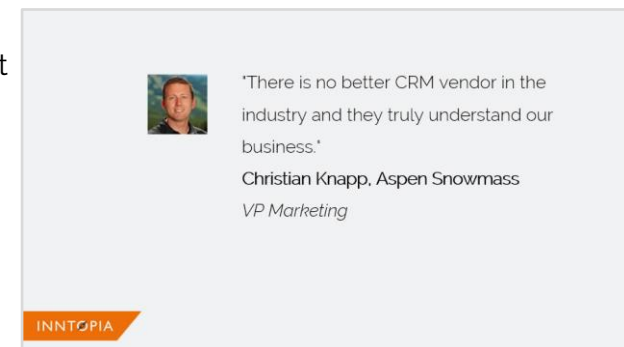 t
"There is no better CRM vendor in the
industry and they truly understand our
business."
Christian Knapp, Aspen Snowmass
VP Marketing
INNTOPIA